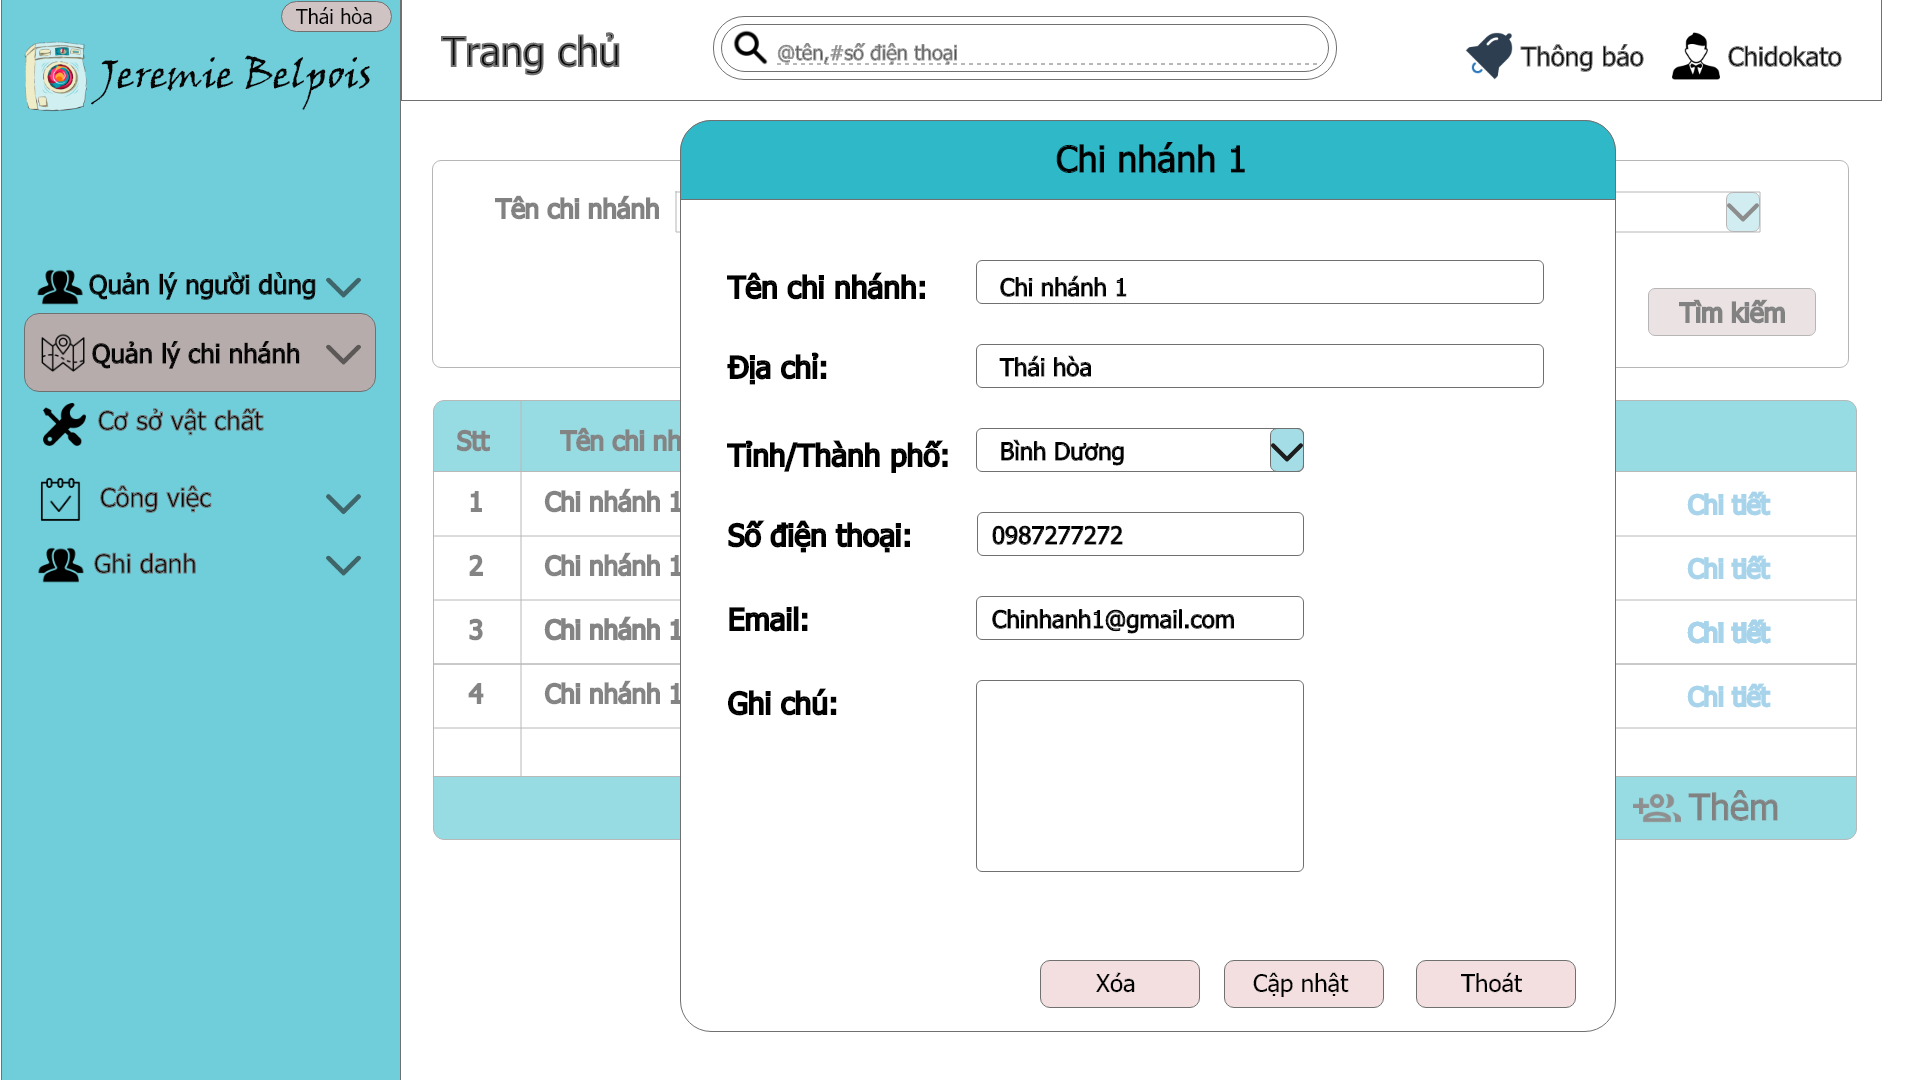 Thái hòa
Jeremie Belpois
Trang chủ
@tên,#số điện thoại
Thông báo
Chidokato
Quản lý người dùng
Quản lý chi nhánh
Cơ sở vật chất
Công việc
Ghi danh
Tên chi nhánh
Tìm kiếm
Stt
Tên chi nh
1
Chi nhánh 1
Chi tiết
2
Chi nhánh 1
Chi tiết
3
Chi nhánh 1
Chi tiết
4
Chi nhánh 1
Chi tiết
Thêm
Chi nhánh 1
Tên chi nhánh:
Chi nhánh 1
Địa chỉ:
Thái hòa
Tỉnh/Thành phố:
Bình Dương
Số điện thoại:
0987277272
Email:
Chinhanh1@gmail.com
Ghi chú:
Xóa
Cập nhật
Thoát